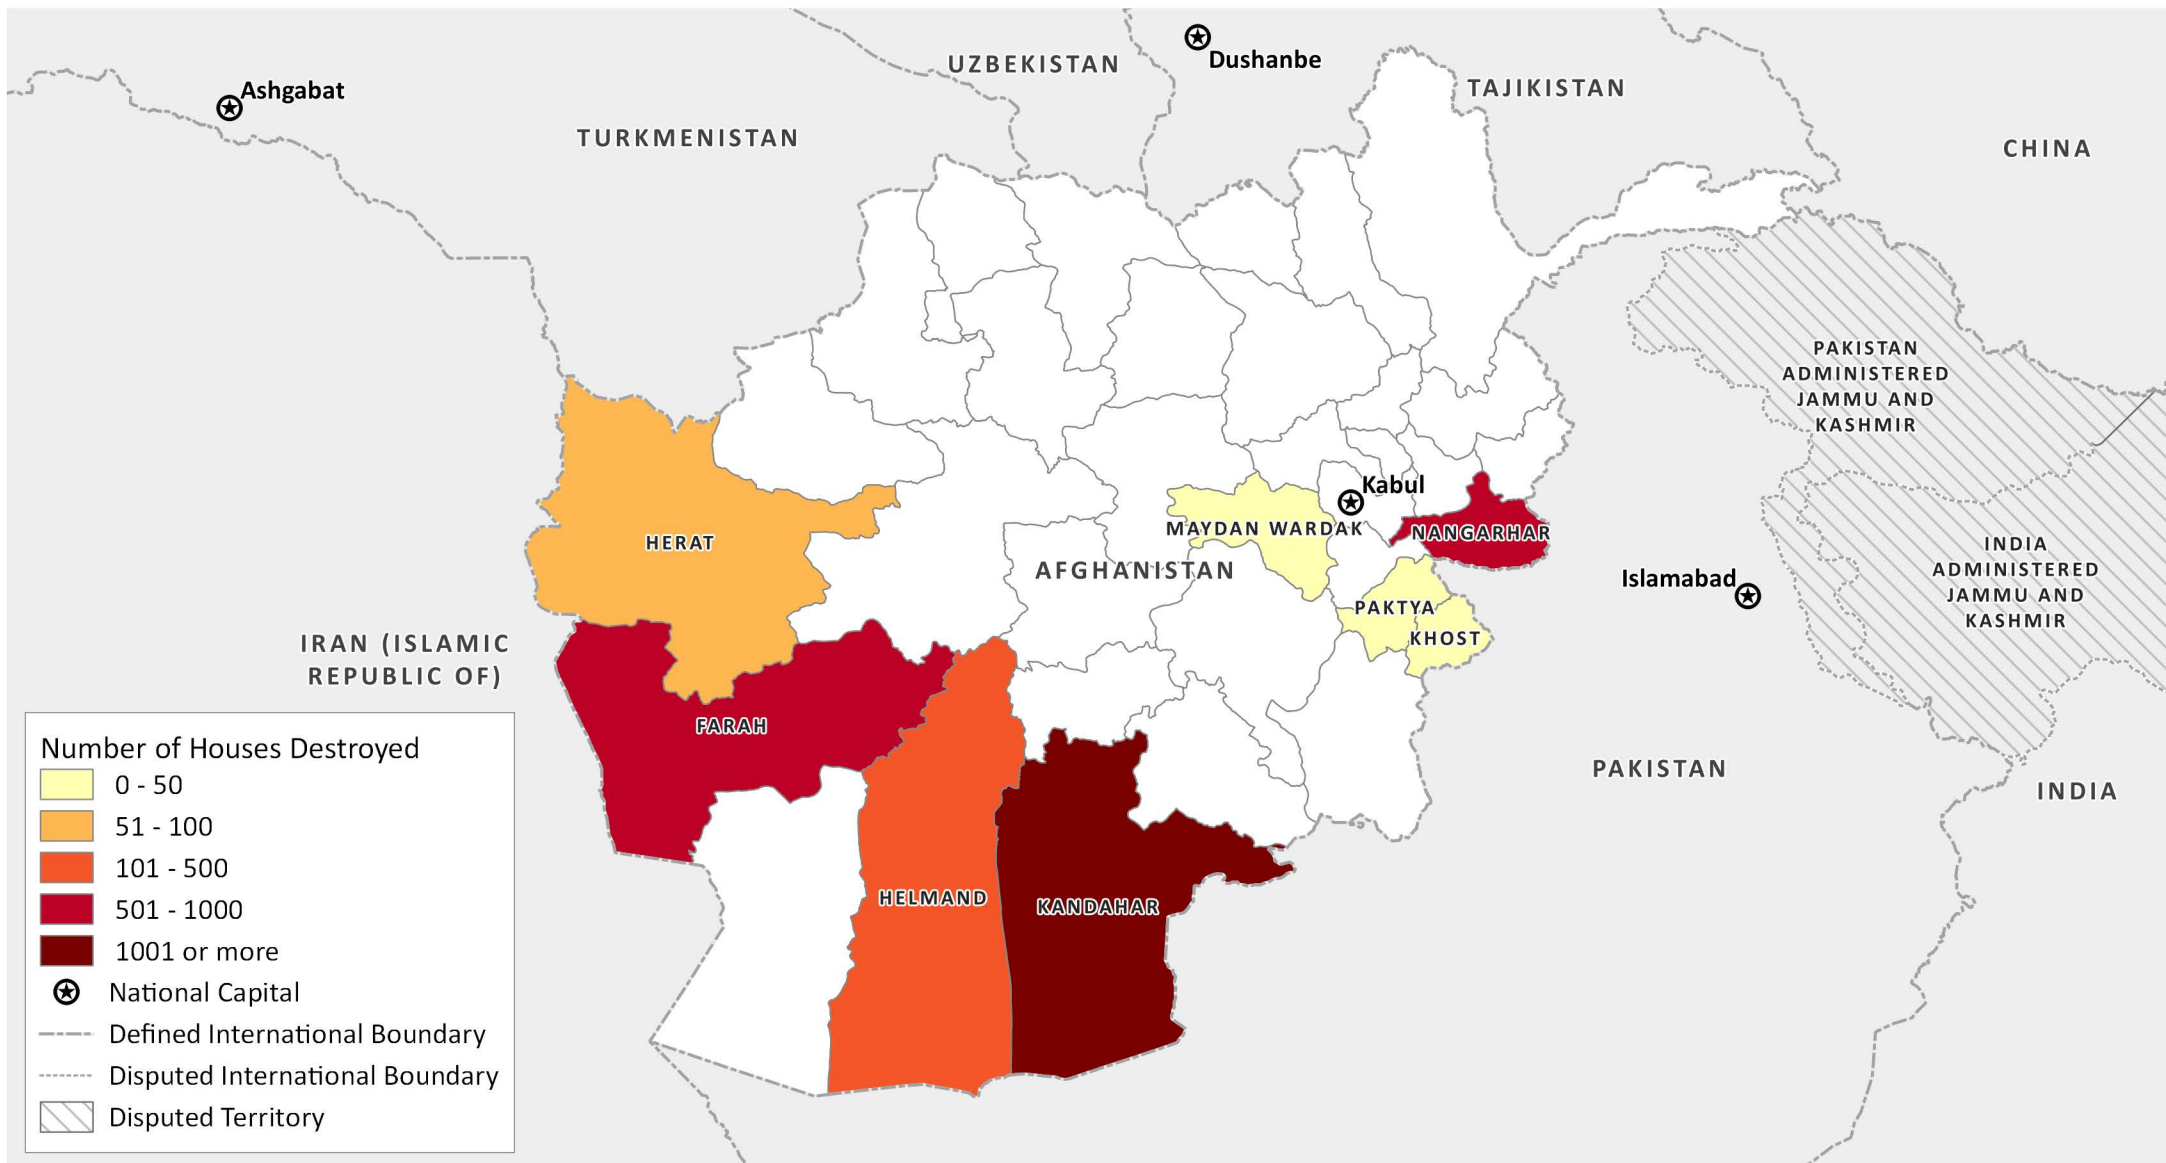 Dushanbe
UZBEKISTAN
TAJIKISTAN
Ashgabat
TURKMENISTAN
CHINA
PAKISTAN
ADMINISTERED
JAMMU AND
KASHMIR
Kabul
MAYDAN WARDAK
NANGARHAR
HERAT
AFGHANISTAN
INDIA
ADMINISTERED
JAMMU AND
KASHMIR
Islamabad
PAKTYA
KHOST
IRAN (ISLAMIC
REPUBLIC OF)
FARAH
PAKISTAN
INDIA
HELMAND
KANDAHAR
Number of Houses Destroyed
0 - 50
51 - 100
101 - 500
501 - 1000
1001 or more
National Capital
Defined International Boundary
Disputed International Boundary
Disputed Territory